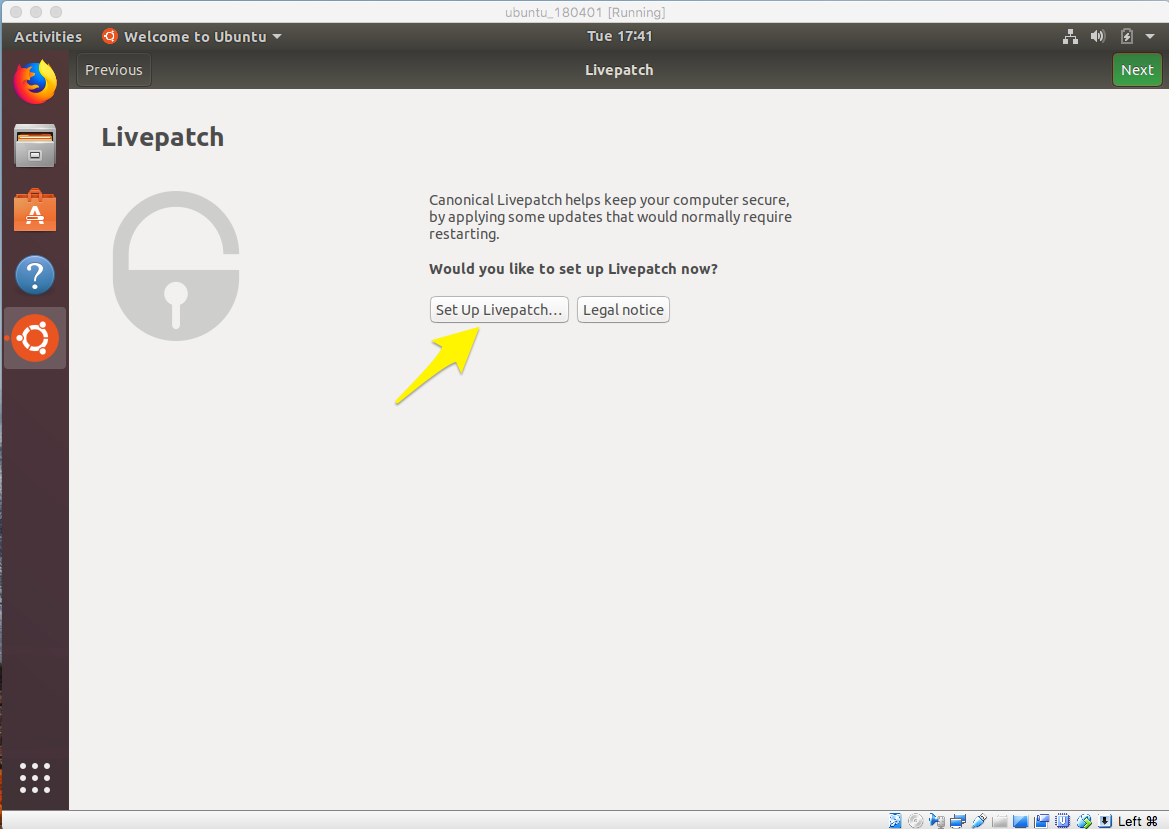 ubuntu_180401 [Running]
Activities Welcome to Ubuntu Tue 17:41
Previous Livepatch Next
Livepatch
Canonical Livepatch helps keep your computer secure,
by applying some updates that would normally require
restarting.
Would you like to set up Livepatch now?
Set Up Livepatch… Legal notice
Left ⌘